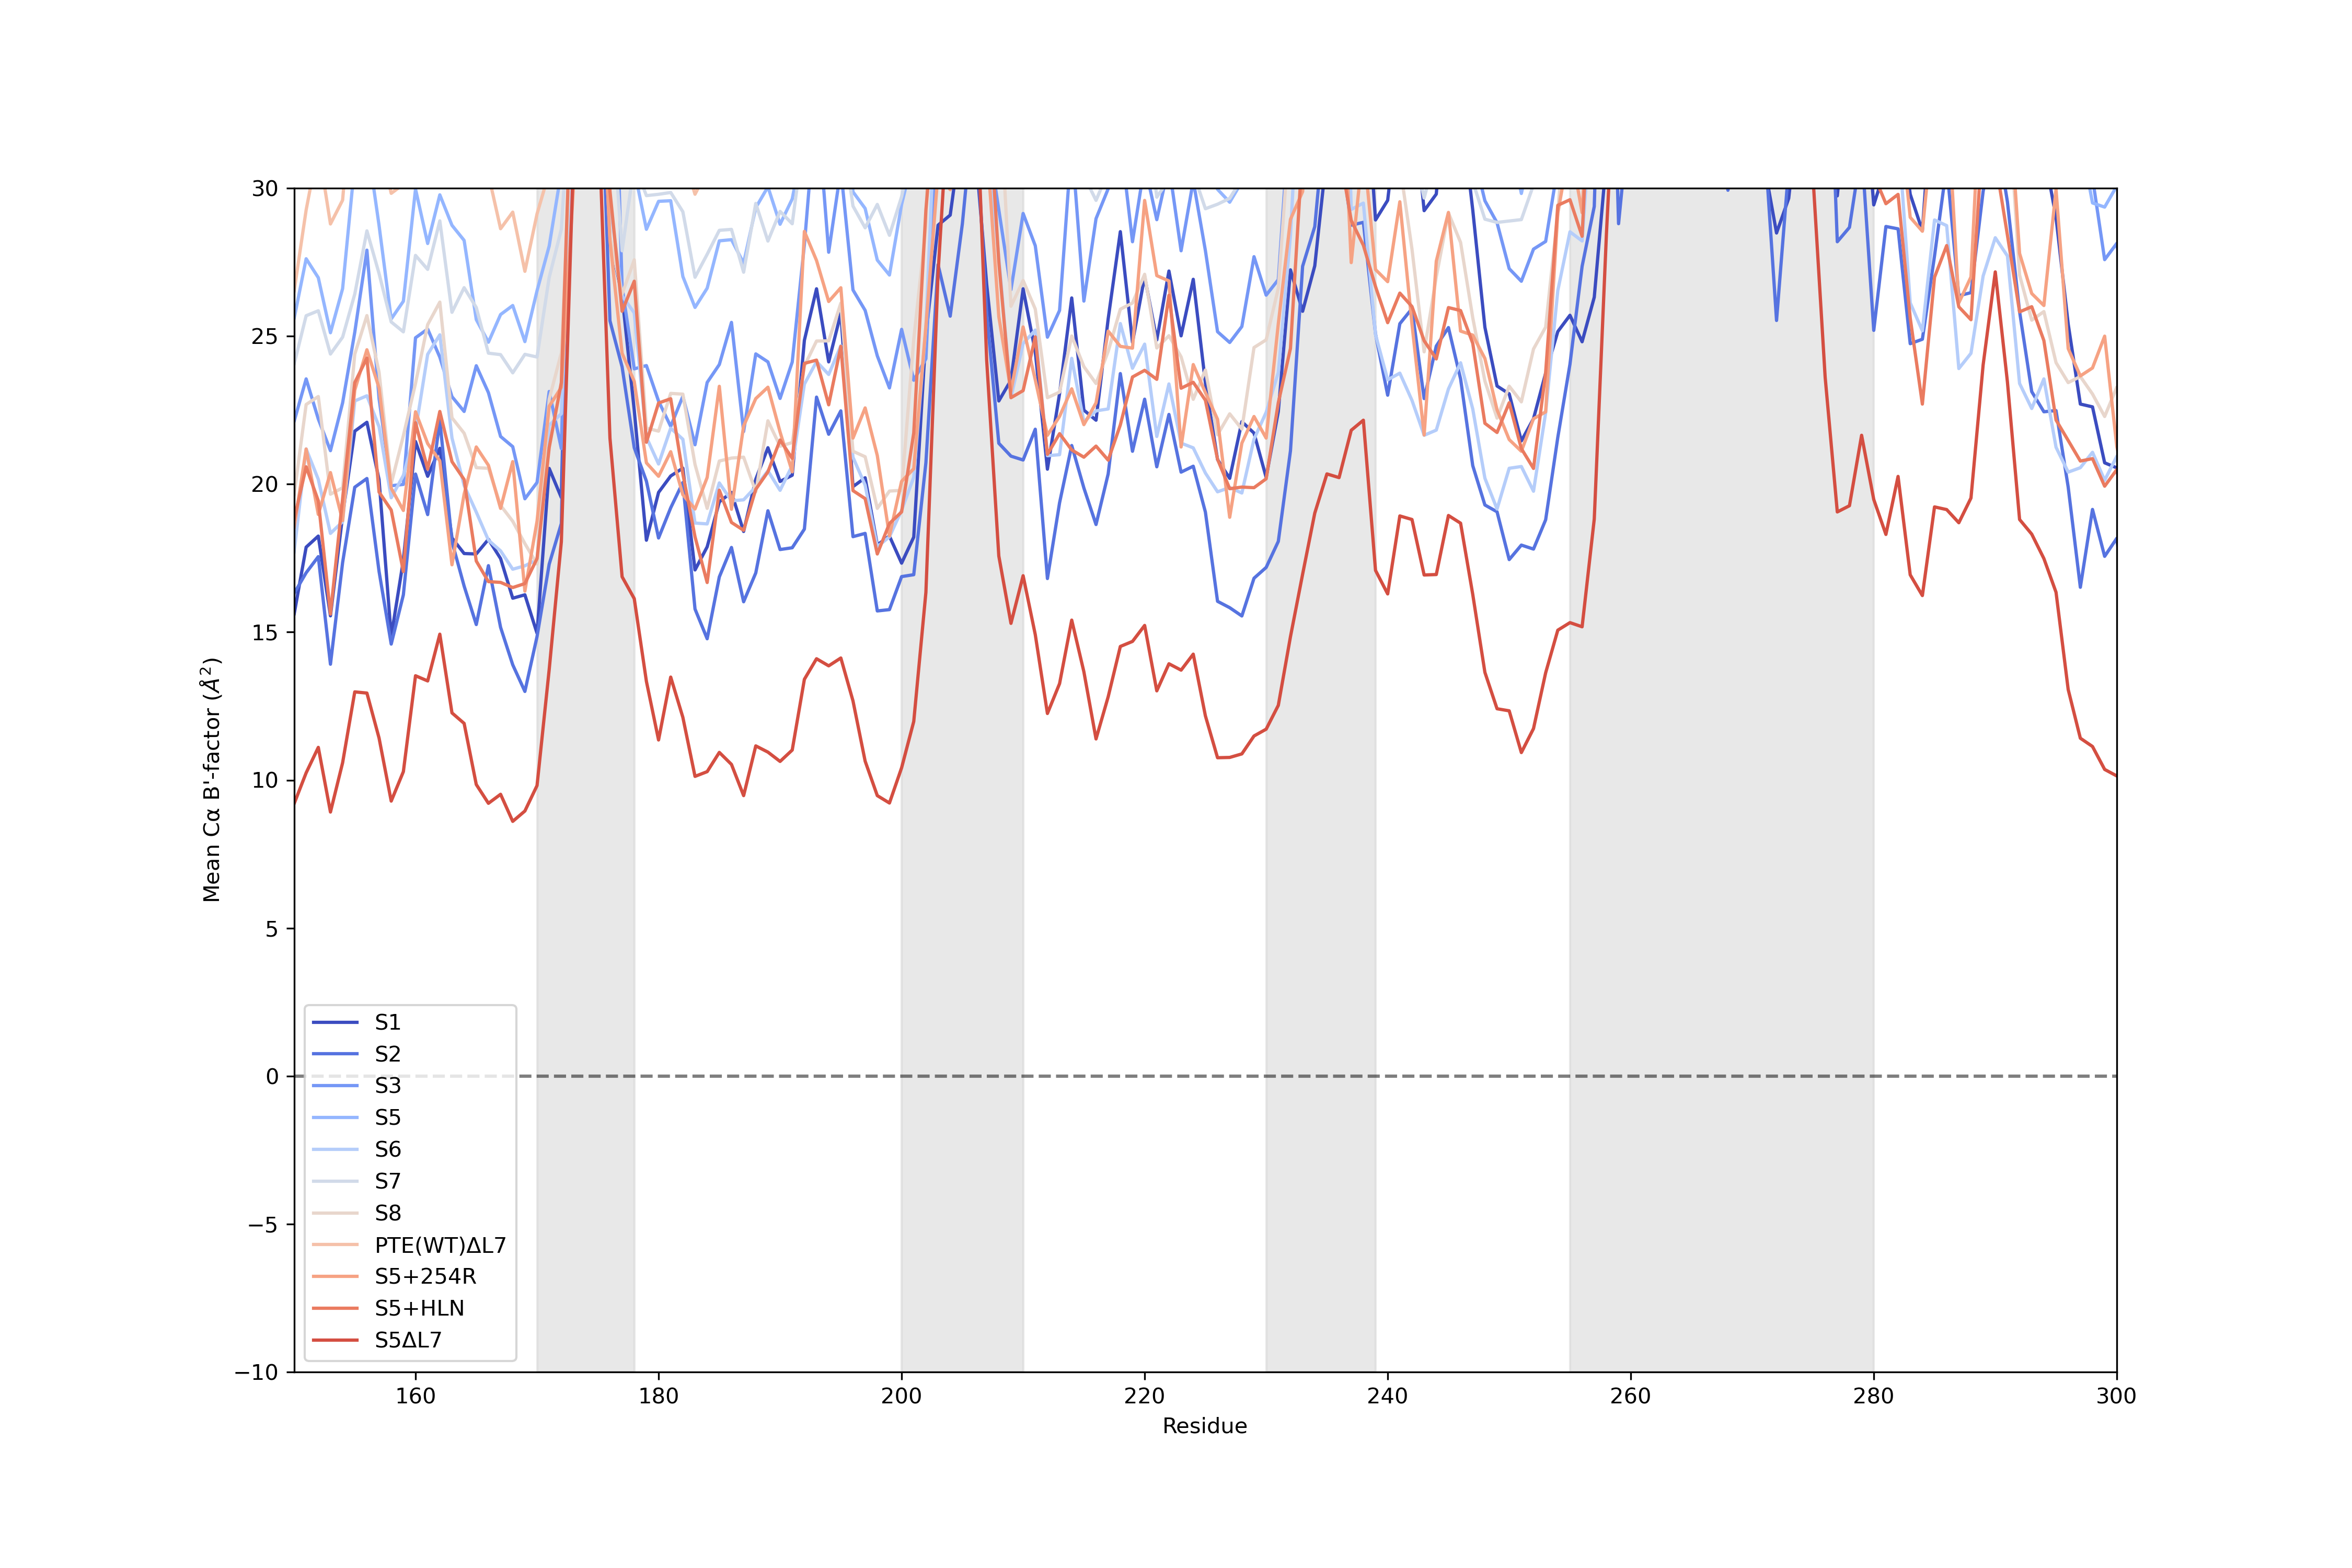 30
25
20
15
10
5
0
−5
−10
Mean Cα B'-factor (Å²)
S1
S2
S3
S5
S6
S7
S8
PTE(WT)ΔL7
S5+254R
S5+HLN
S5ΔL7
160 180 200 220 240 260 280 300
Residue